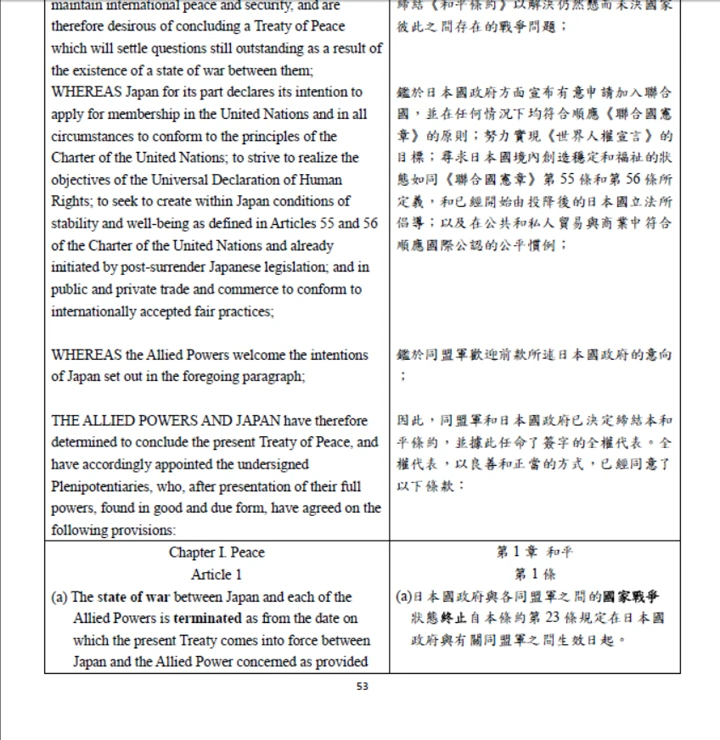 maintain international peace and security, and are
therefore desirous of concluding a Treaty of Peace
which will settle questions still outstanding as a result of
the existence of a state of war between them;
WHEREAS Japan for its part declares its intention to
apply for membership in the United Nations and in all
circumstances to conform to the principles of the
Charter of the United Nations; to strive to realize the
objectives of the Universal Declaration of Human
Rights; to seek to create within Japan conditions of
stability and well-being as defined in Articles 55 and 56
of the Charter of the United Nations and already
initiated by post-surrender Japanese legislation; and in
public and private trade and commerce to conform to
internationally accepted fair practices;
WHEREAS the Allied Powers welcome the intentions
of Japan set out in the foregoing paragraph;
THE ALLIED POWERS AND JAPAN have therefore
determined to conclude the present Treaty of Peace, and
have accordingly appointed the undersigned
Plenipotentiaries, who, after presentation of their full
powers, found in good and due form, have agreed on the
following provisions:
締結《和平條約》以解決仍然懸而未決國家
彼此之間存在的戰爭問題；
鑑於日本國政府方面宣布有意申請加入聯合
國，並在任何情況下均符合順應《聯合國憲
章》的原則；努力實現《世界人權宣言》的
目標；尋求日本國境內創造穩定和福祉的狀
態如同《聯合國憲章》第 55 條和第 56 條所
定義，和已經開始由投降後的日本國立法所
倡導；以及在公共和私人貿易與商業中符合
順應國際公認的公平慣例；
鑑於同盟軍歡迎前款所述日本國政府的意向
；
因此，同盟軍和日本國政府已決定締結本和
平條約，並據此任命了簽字的全權代表。全
權代表，以良善和正當的方式，已經同意了
以下條款：
Chapter I. Peace
Article 1
(a) The state of war between Japan and each of the
Allied Powers is terminated as from the date on
which the present Treaty comes into force between
Japan and the Allied Power concerned as provided
第 1 章 和平
第 1 條
(a)日本國政府與各同盟軍之間的國家戰爭
狀態終止自本條約第 23 條規定在日本國
政府與有關同盟軍之間生效日起。
53